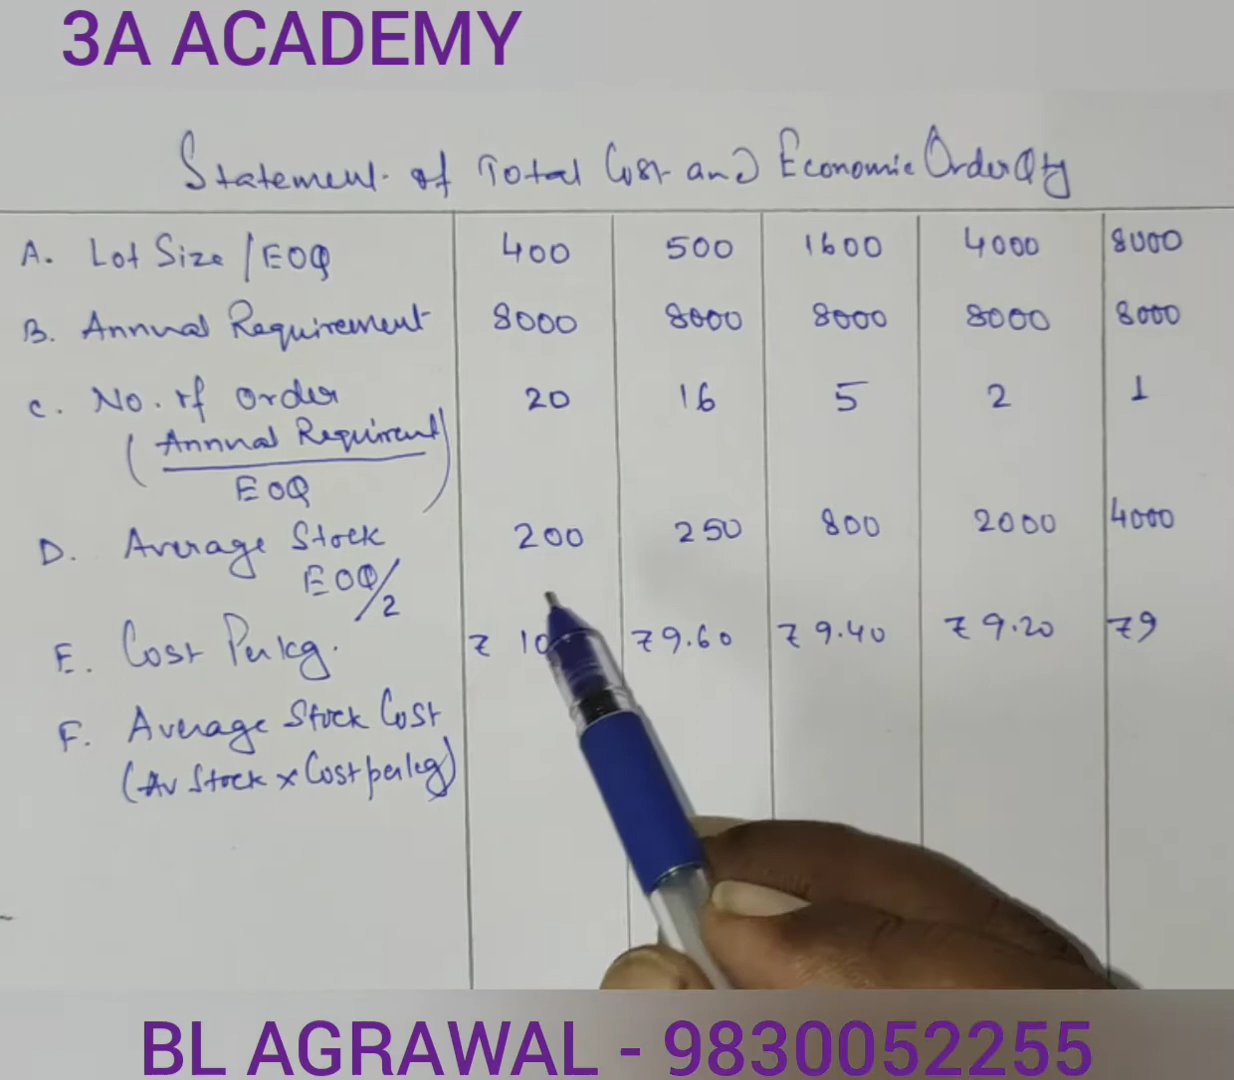 3A ACADEMY
Statement of Total Cost and Economic Order Qty
A. Lot Size / EOQ 400 500 1600 4000 8000
B. Annual Requirement 8000 8000 8000 8000 8000
C. No. of Order 20 16 5 2 1
(Annual Requirent
EOQ)
D. Average Stock 200 250 800 2000 4000
EOQ/2
E. Cost Per kg. ₹ 10 ₹9.60 ₹9.40 ₹9.20 ₹9
F. Average Stock Cost
(Av Stock x Cost per kg)
BL AGRAWAL - 9830052255